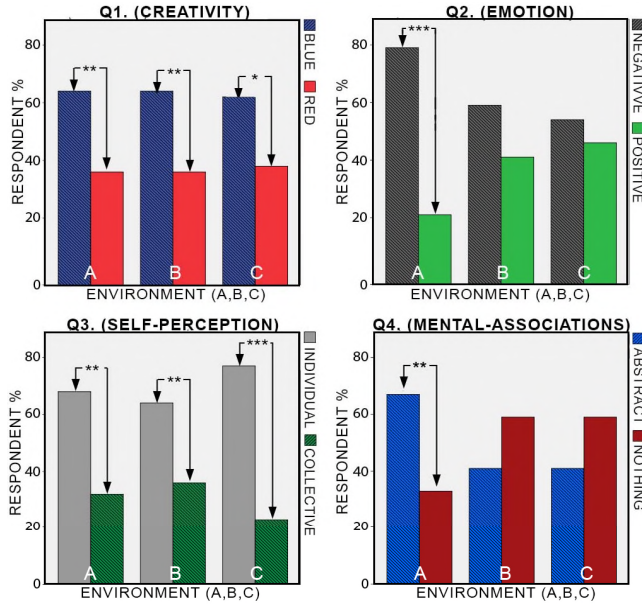 Q1. (CREATIVITY)
80
60
40
20
0
RESPONDENT %
** ** *
A B C
ENVIRONMENT (A,B,C)
BLUE
RED
Q2. (EMOTION)
80
60
40
20
0
RESPONDENT %
***
A B C
ENVIRONMENT (A,B,C)
NEGATIVVE
POSITIVE
Q3. (SELF-PERCEPTION)
80
60
40
20
0
RESPONDENT %
** ** ***
A B C
ENVIRONMENT (A,B,C)
INDIVIDUAL
COLLECTIVE
Q4. (MENTAL-ASSOCIATIONS)
80
60
40
20
0
RESPONDENT %
**
A B C
ENVIRONMENT (A,B,C)
ABSTRACT
NOTHING